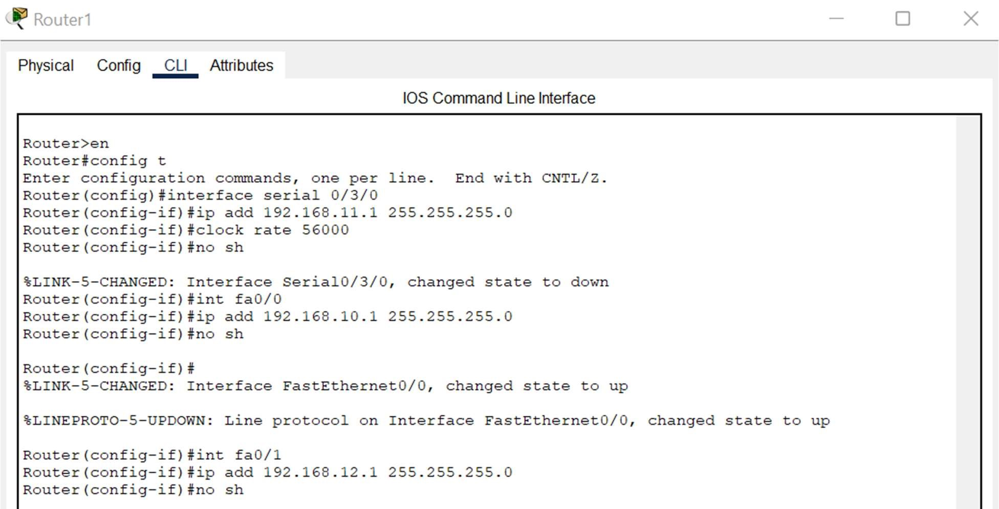 Router1
Physical Config CLI Attributes
IOS Command Line Interface
Router>en
Router#config t
Enter configuration commands, one per line.  End with CNTL/Z.
Router(config)#interface serial 0/3/0
Router(config-if)#ip add 192.168.11.1 255.255.255.0
Router(config-if)#clock rate 56000
Router(config-if)#no sh
%LINK-5-CHANGED: Interface Serial0/3/0, changed state to down
Router(config-if)#int fa0/0
Router(config-if)#ip add 192.168.10.1 255.255.255.0
Router(config-if)#no sh
Router(config-if)#
%LINK-5-CHANGED: Interface FastEthernet0/0, changed state to up
%LINEPROTO-5-UPDOWN: Line protocol on Interface FastEthernet0/0, changed state to up
Router(config-if)#int fa0/1
Router(config-if)#ip add 192.168.12.1 255.255.255.0
Router(config-if)#no sh